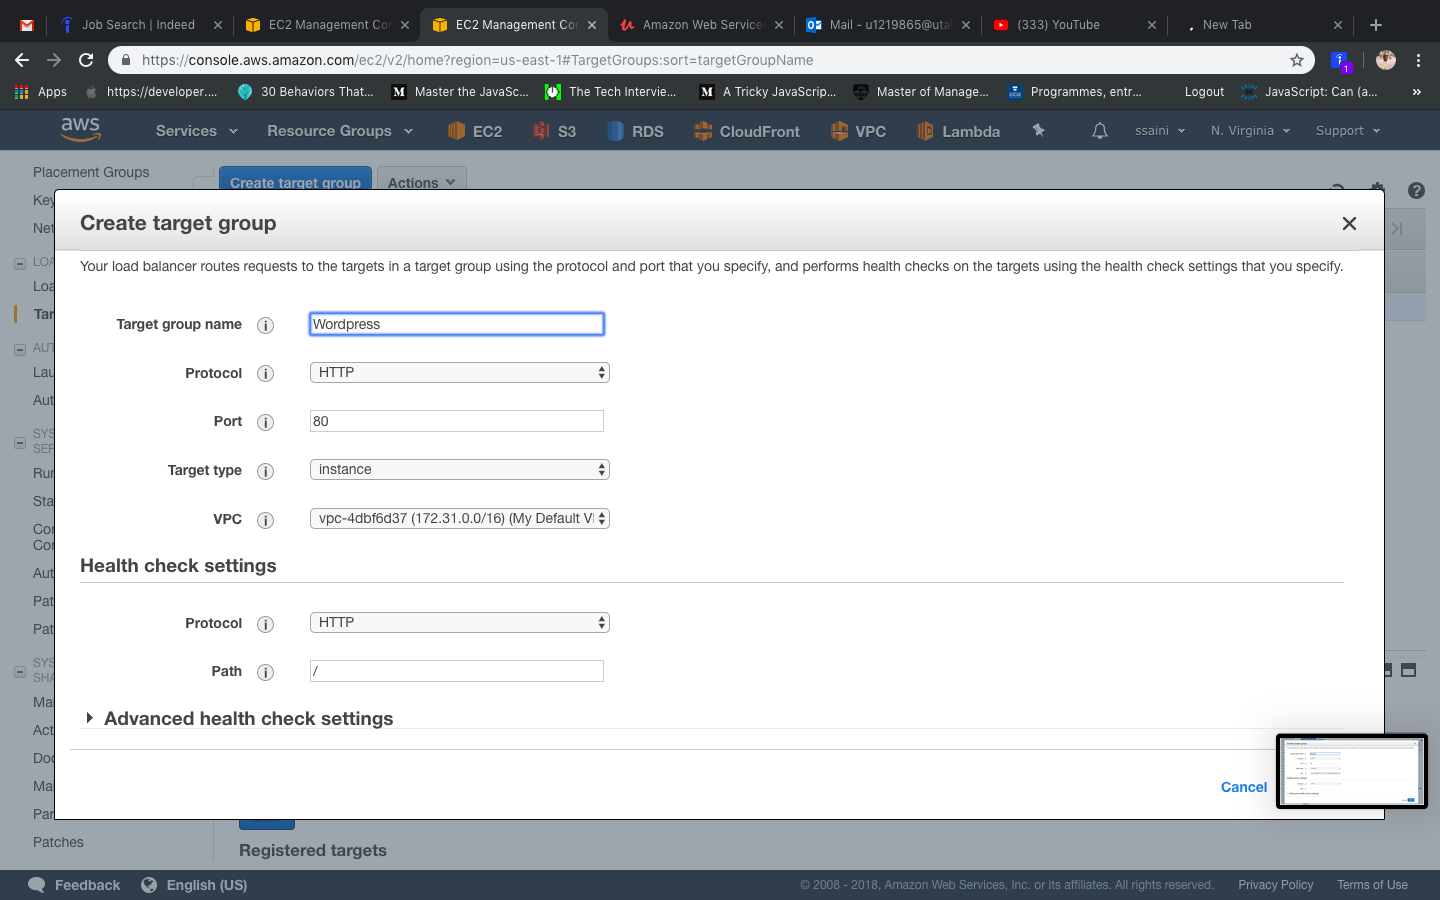 Job Search | Indeed
EC2 Management Con
EC2 Management Con
Amazon Web Service
Mail - u1219865@uta
(333) YouTube
New Tab
https://console.aws.amazon.com/ec2/v2/home?region=us-east-1#TargetGroups:sort=targetGroupName
1
Apps
https://developer....
30 Behaviors That...
Master the JavaSc...
The Tech Intervie...
A Tricky JavaScrip...
Master of Manage...
Programmes, entr...
Logout
JavaScript: Can (a...
»
aws
Services
Resource Groups
EC2
S3
RDS
CloudFront
VPC
Lambda
ssaini
N. Virginia
Support
Placement Groups
Key
Net
LOA
Loa
Tar
AUT
Lau
Aut
SYS
SER
Run
Sta
Con
Con
Aut
Pat
Pat
SYS
SHA
Ma
Act
Doc
Ma
Par
Patches
Create target group
Actions
Create target group
Your load balancer routes requests to the targets in a target group using the protocol and port that you specify, and performs health checks on the targets using the health check settings that you specify.
Target group name i Wordpress
Protocol i HTTP
Port i 80
Target type i instance
VPC i vpc-4dbf6d37 (172.31.0.0/16) (My Default V
Health check settings
Protocol i HTTP
Path i /
Advanced health check settings
Cancel
Registered targets
Feedback
English (US)
© 2008 - 2018, Amazon Web Services, Inc. or its affiliates. All rights reserved.
Privacy Policy
Terms of Use